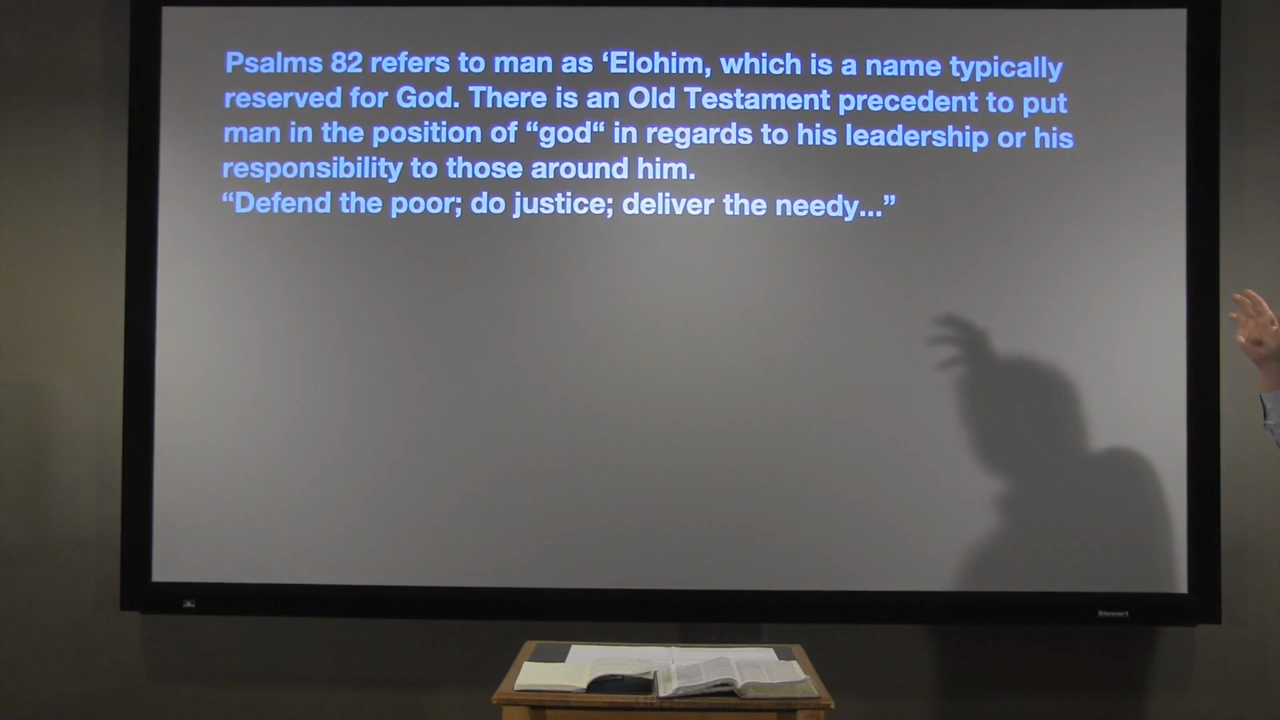 Psalms 82 refers to man as ‘Elohim, which is a name typically
reserved for God. There is an Old Testament precedent to put
man in the position of “god“ in regards to his leadership or his
responsibility to those around him.
“Defend the poor; do justice; deliver the needy...”
Stewart